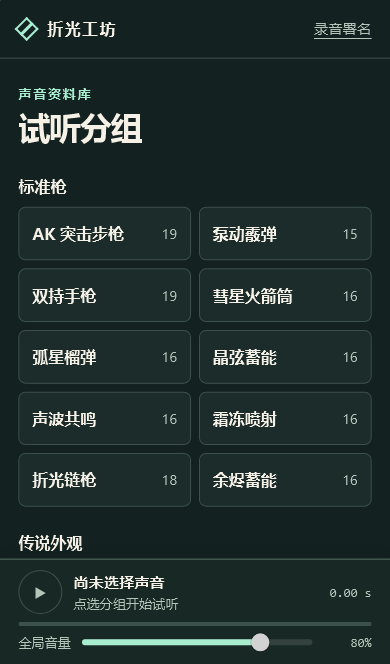 折光工坊
录音署名
声音资料库
试听分组
标准枪
AK 突击步枪 19
泵动霰弹 15
双持手枪 19
彗星火箭筒 16
弧星榴弹 16
晶弦蓄能 16
声波共鸣 16
霜冻喷射 16
折光链枪 18
余烬蓄能 16
传说外观
尚未选择声音
点选分组开始试听
0.00 s
全局音量 80%